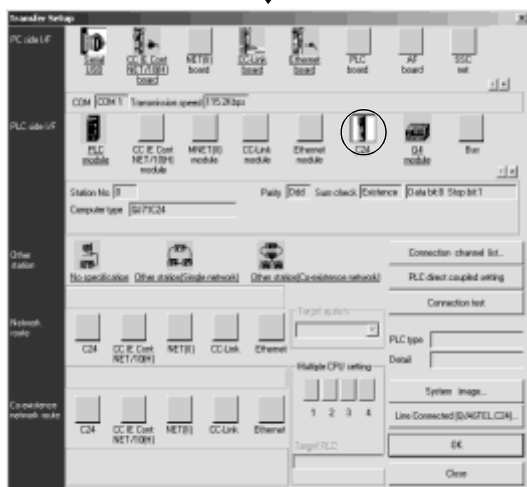 Transfer Setup
PC side I/F
Serial USB
CC IE Cont NET/10(H) board
NET(II) board
CC-Link board
Ethernet board
PLC board
AF board
SSC net
COM COM 1 Transmission speed 115.2Kbps
PLC side I/F
PLC module
CC IE Cont NET/10(H) module
MNET(II) module
CC-Link module
Ethernet module
C24
G4 module
Bus
Station No. 0 Parity Odd Sum check Existence Data bit:8 Stop bit:1
Computer type QJ71C24
Other station
No specification
Other station(Single network)
Other station(Co-existence network)
Connection channel list...
PLC direct coupled setting
Connection test
Network route
C24
CC IE Cont NET/10(H)
NET(II)
CC-Link
Ethernet
Target system
PLC type
Detail
Multiple CPU setting
1 2 3 4
Target PLC
System image...
Line Connected (Q/A6TEL,C24)...
OK
Close
Co-existence network route
C24
CC IE Cont NET/10(H)
NET(II)
CC-Link
Ethernet